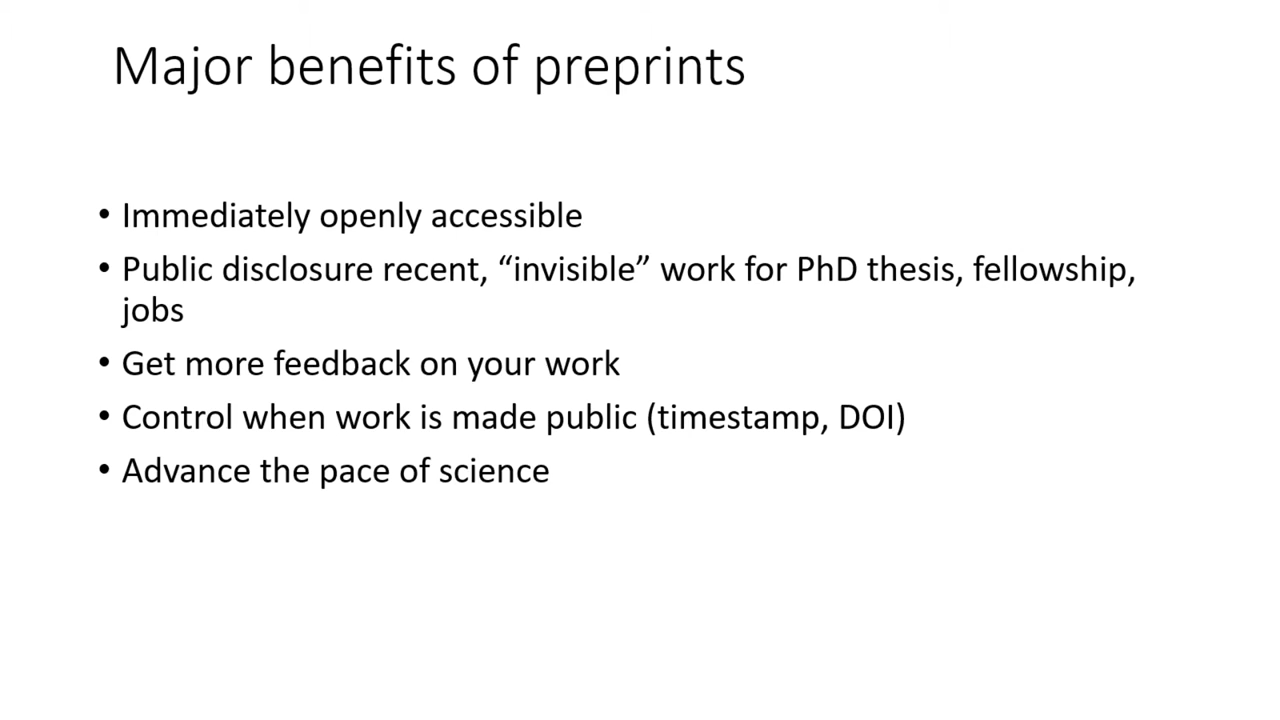 Major benefits of preprints
• Immediately openly accessible
• Public disclosure recent, “invisible” work for PhD thesis, fellowship,
jobs
• Get more feedback on your work
• Control when work is made public (timestamp, DOI)
• Advance the pace of science